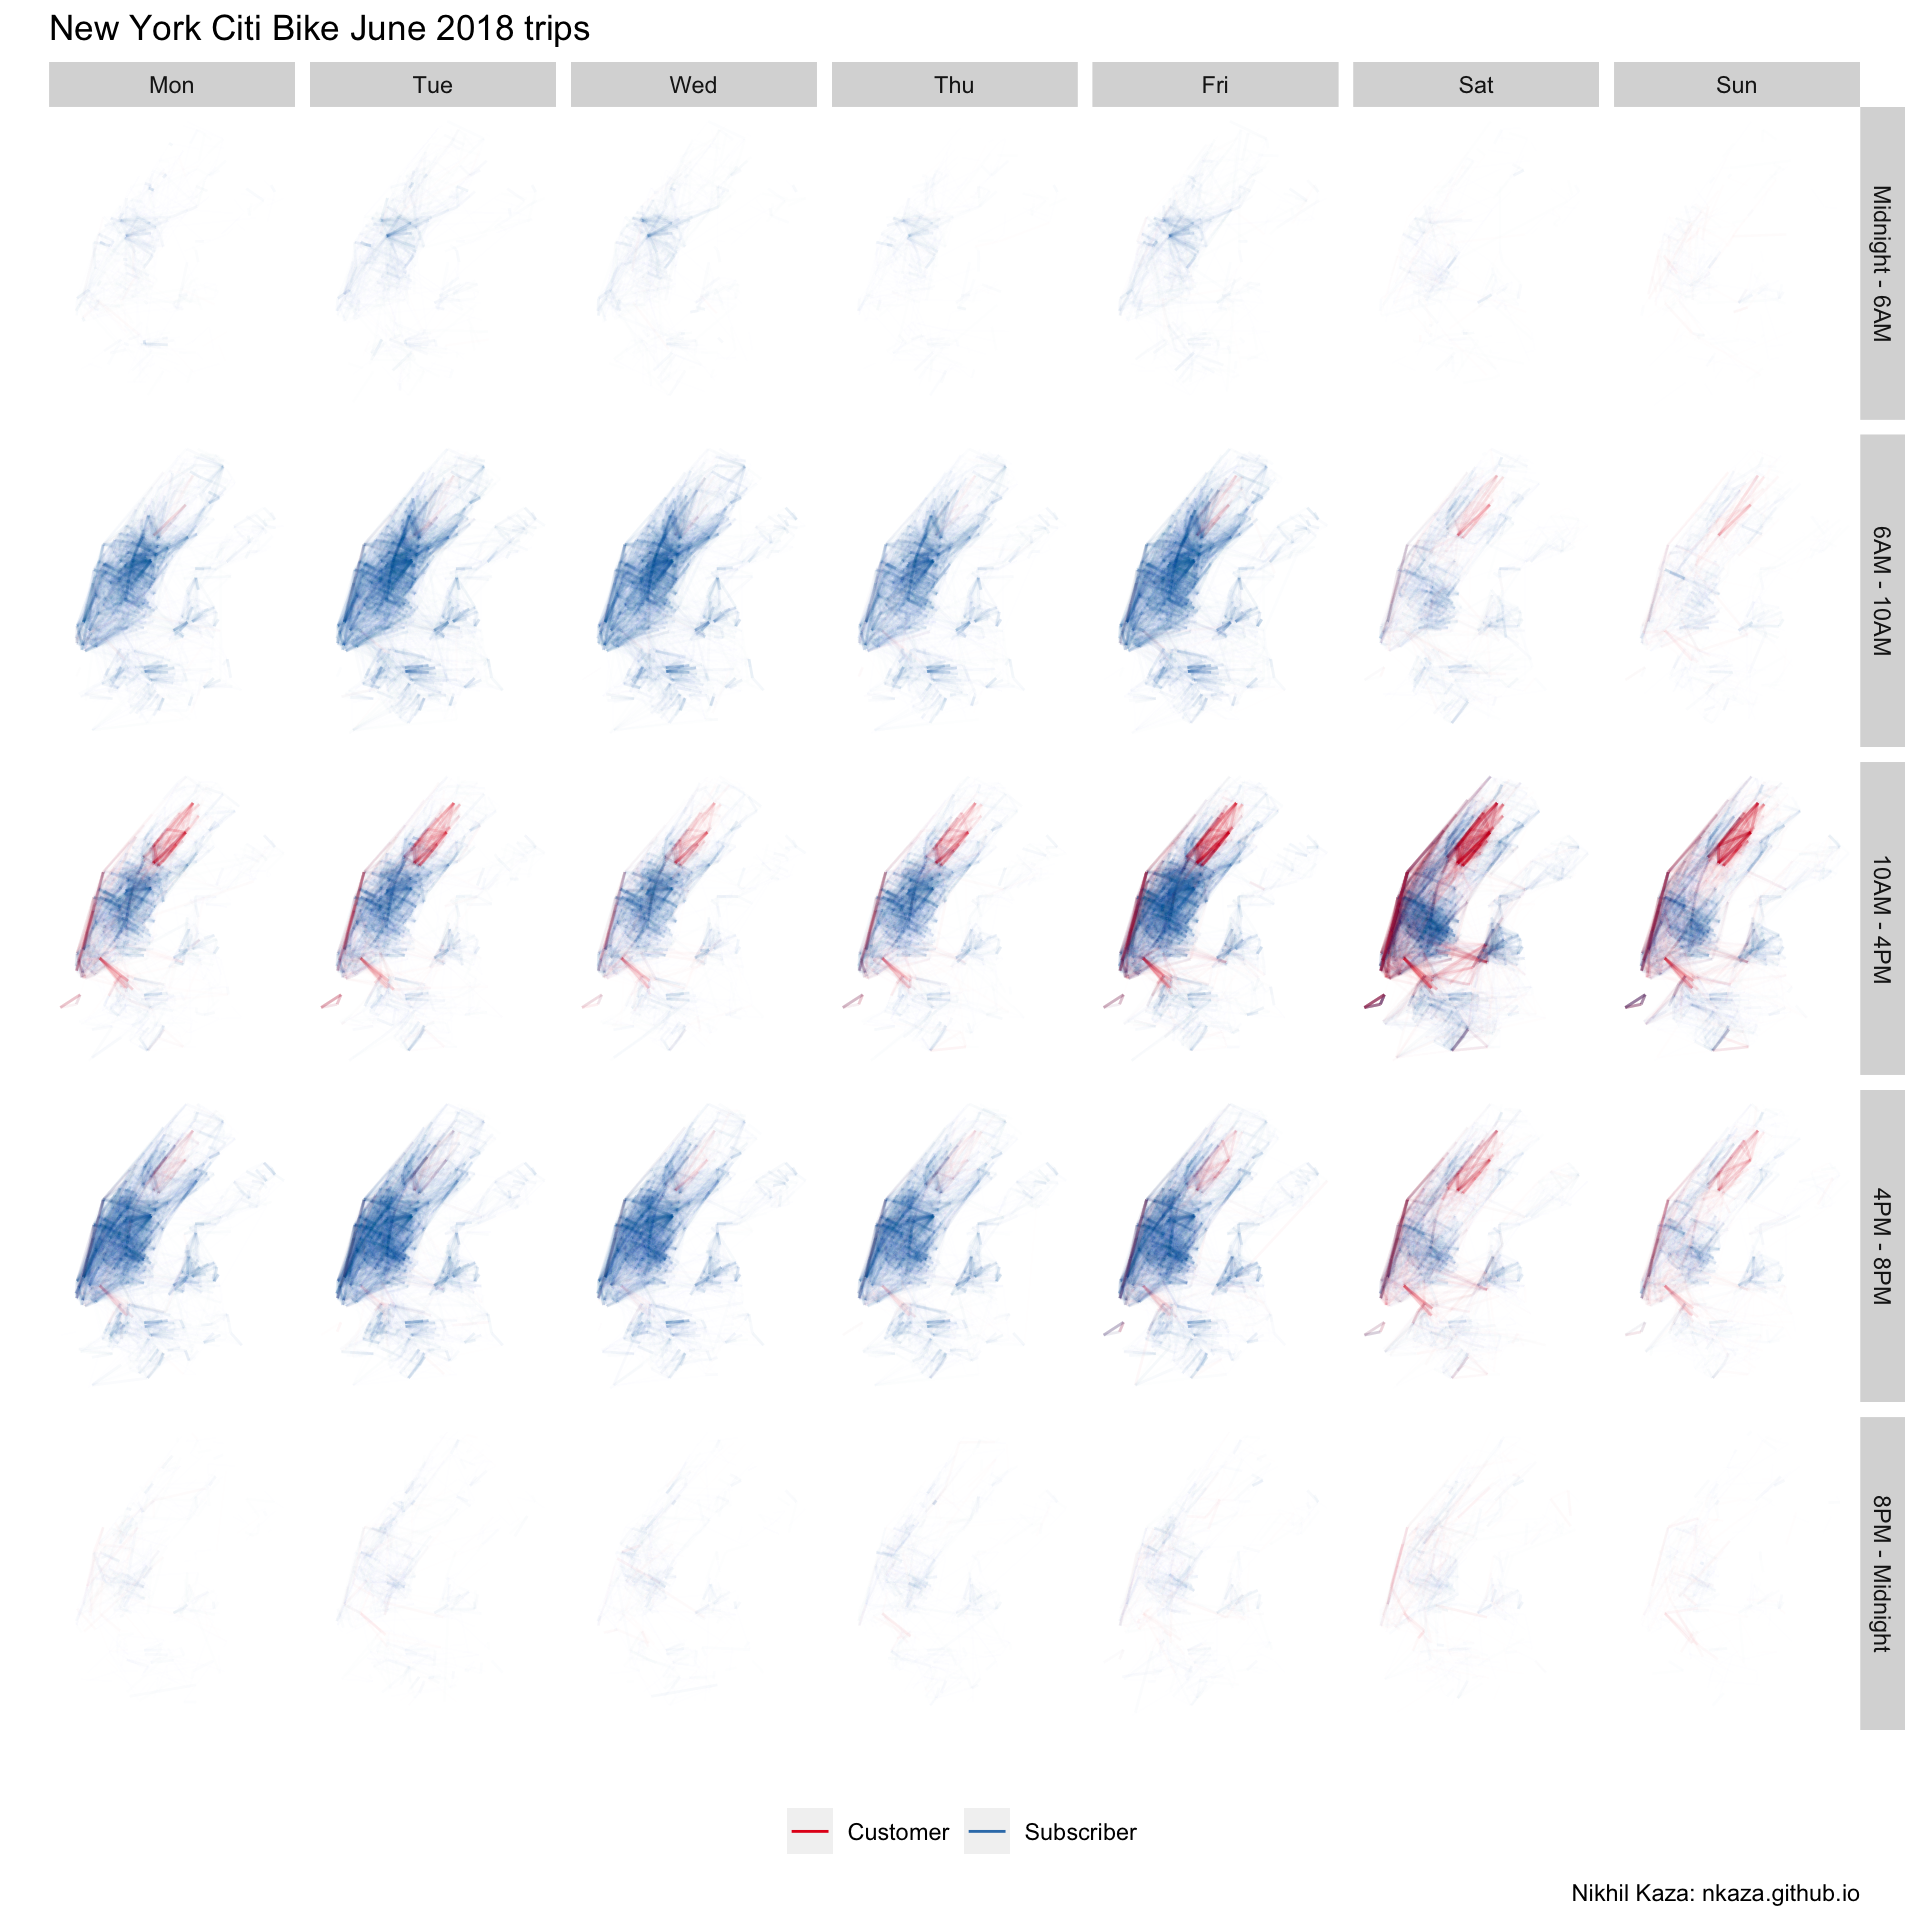 New York Citi Bike June 2018 trips
Mon
Tue
Wed
Thu
Fri
Sat
Sun
Midnight - 6AM
6AM - 10AM
10AM - 4PM
4PM - 8PM
8PM - Midnight
Customer
Subscriber
Nikhil Kaza: nkaza.github.io